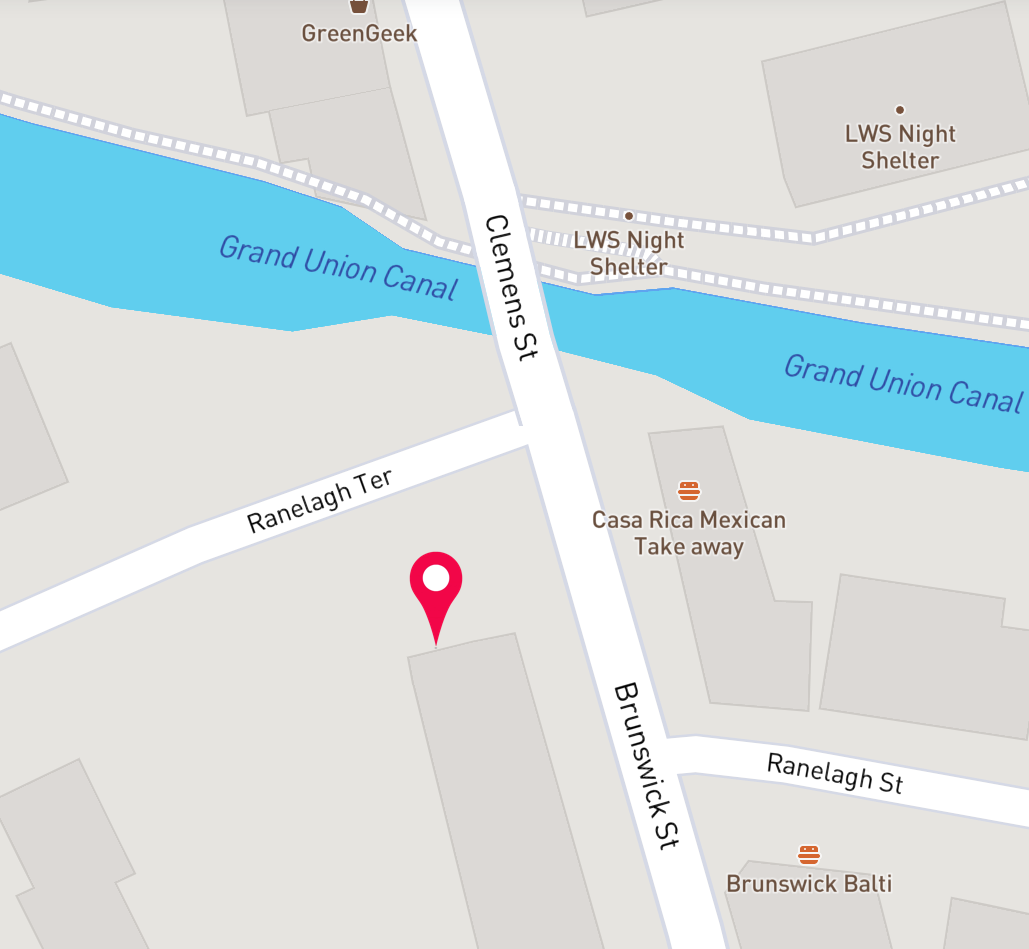 GreenGeek
LWS Night
Shelter
LWS Night
Shelter
Clemens St
Grand Union Canal
Grand Union Canal
Ranelagh Ter
Casa Rica Mexican
Take away
Brunswick St
Ranelagh St
Brunswick Balti